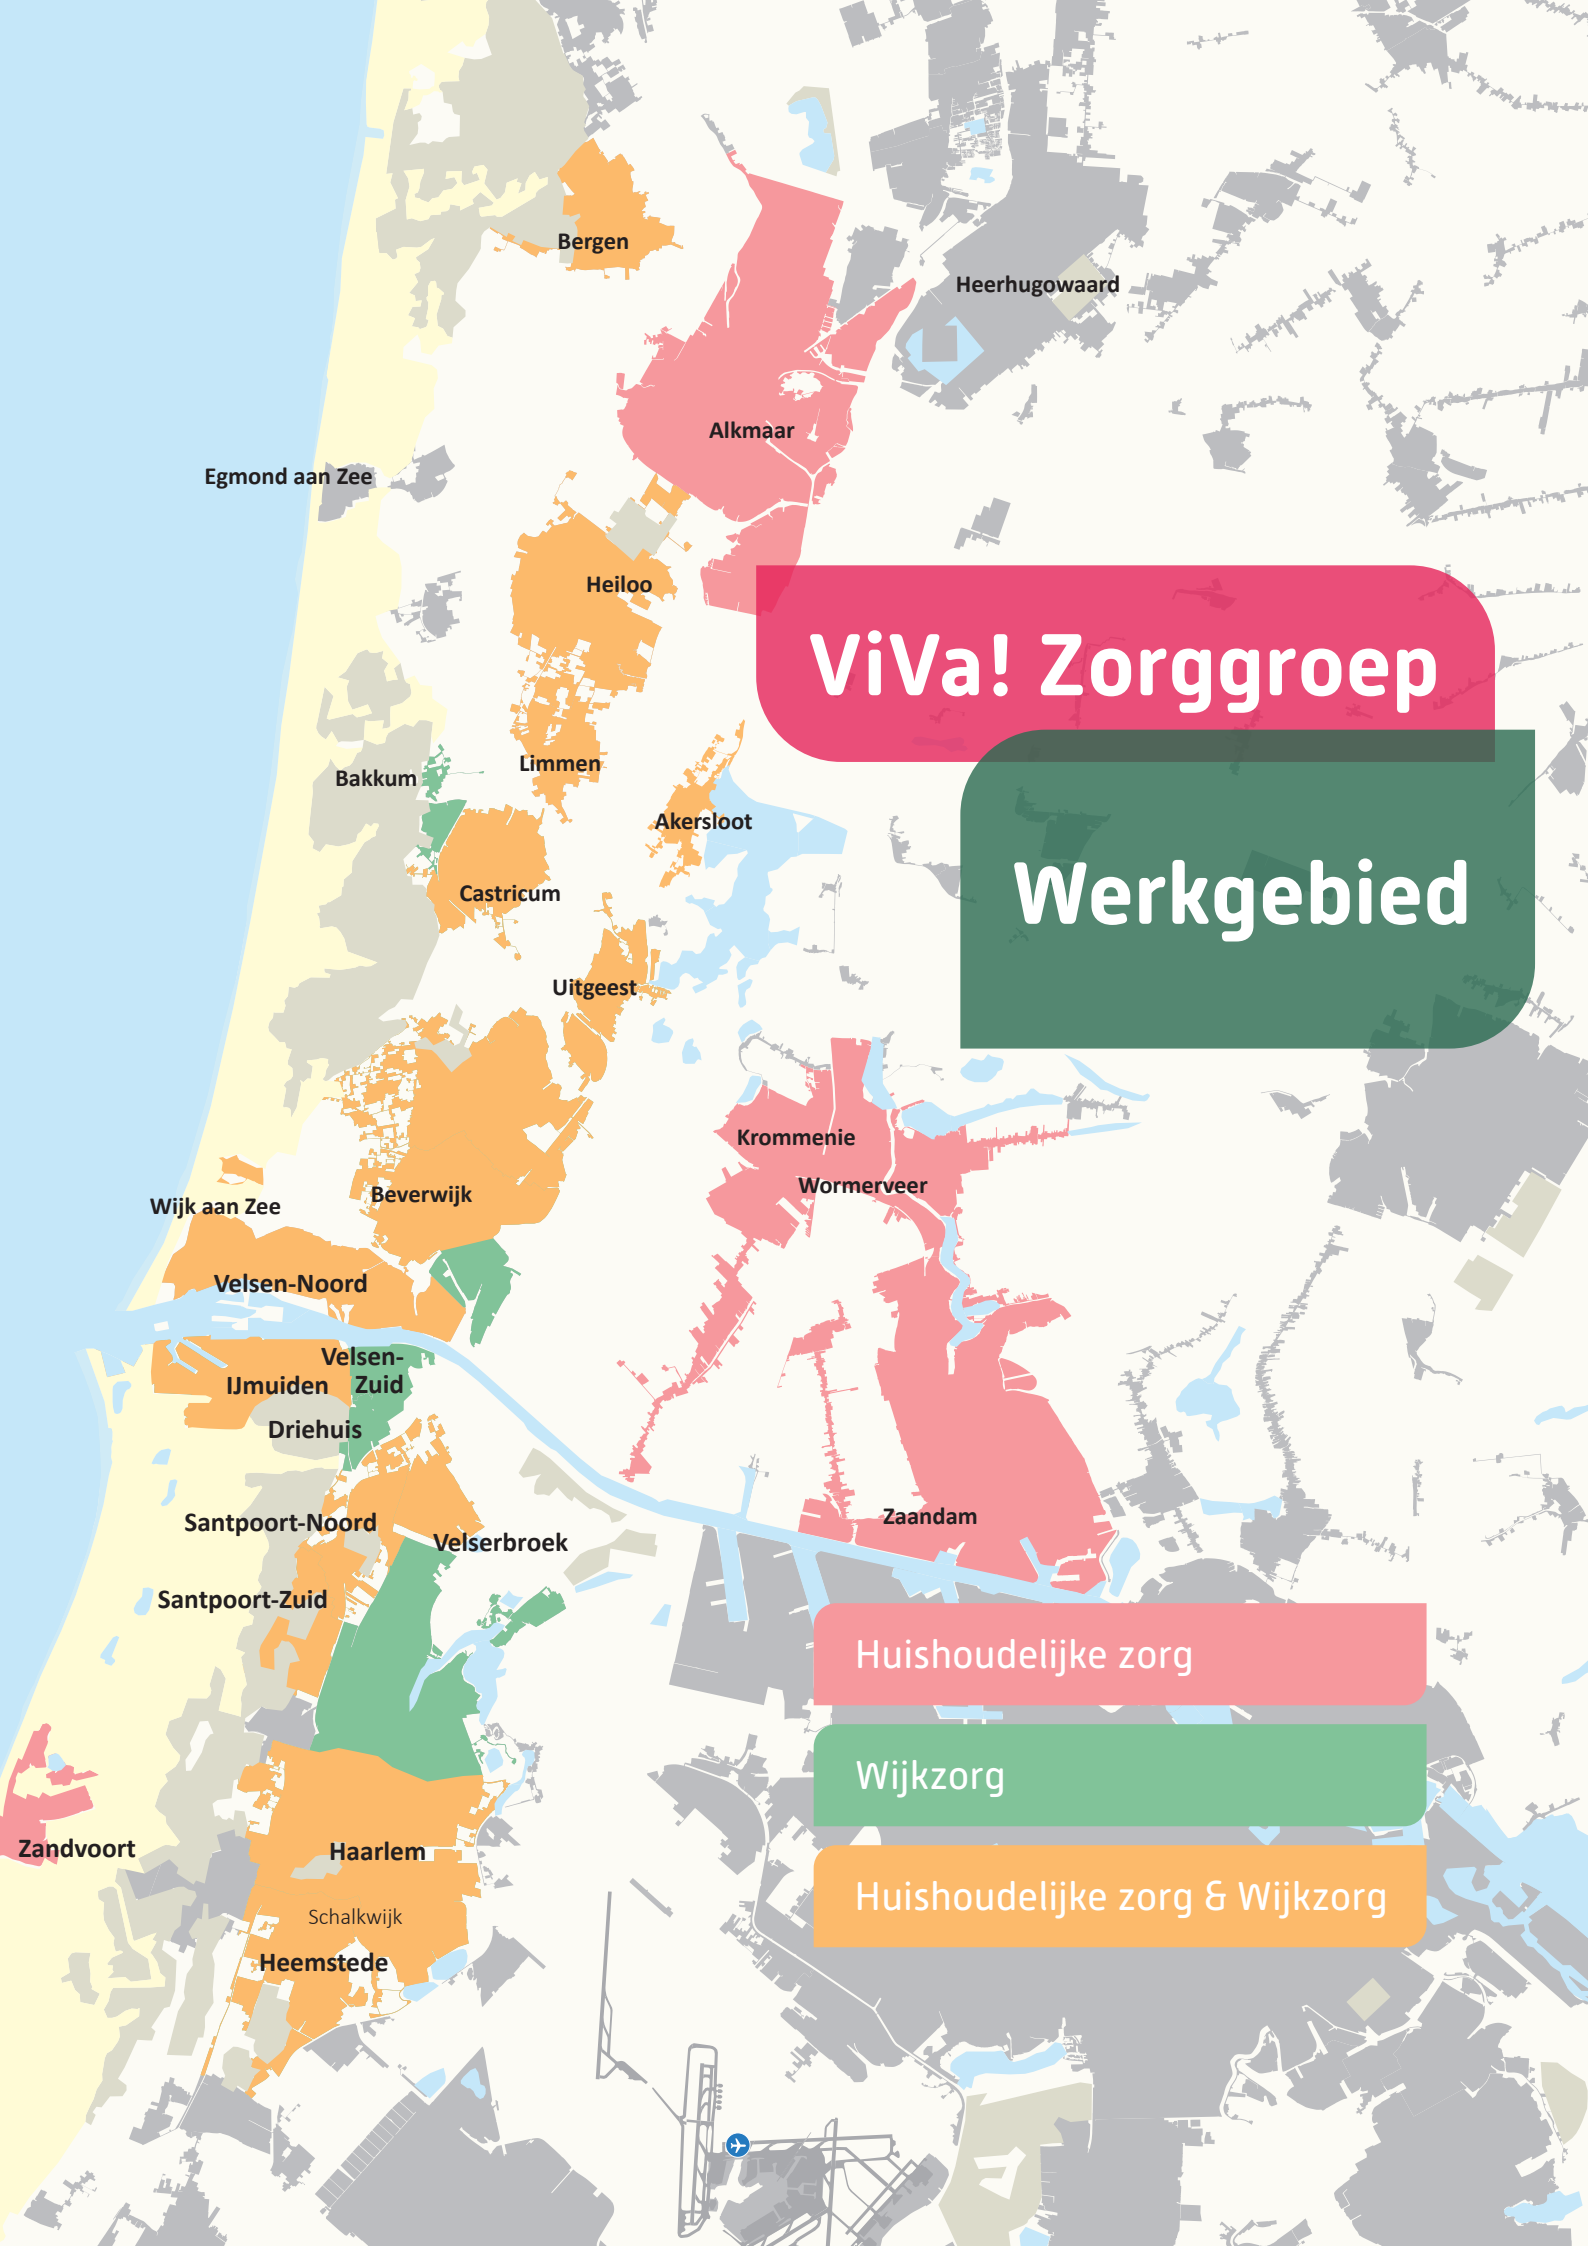 Bergen
Heerhugowaard
Alkmaar
Egmond aan Zee
Heiloo
ViVa! Zorggroep
Limmen
Bakkum
Akersloot
Werkgebied
Castricum
Uitgeest
Krommenie
Wormerveer
Beverwijk
Wijk aan Zee
Velsen-Noord
Velsen-
Zuid
IJmuiden
Driehuis
Santpoort-Noord
Velserbroek
Zaandam
Santpoort-Zuid
Huishoudelijke zorg
Wijkzorg
Zandvoort
Haarlem
Huishoudelijke zorg & Wijkzorg
Schalkwijk
Heemstede